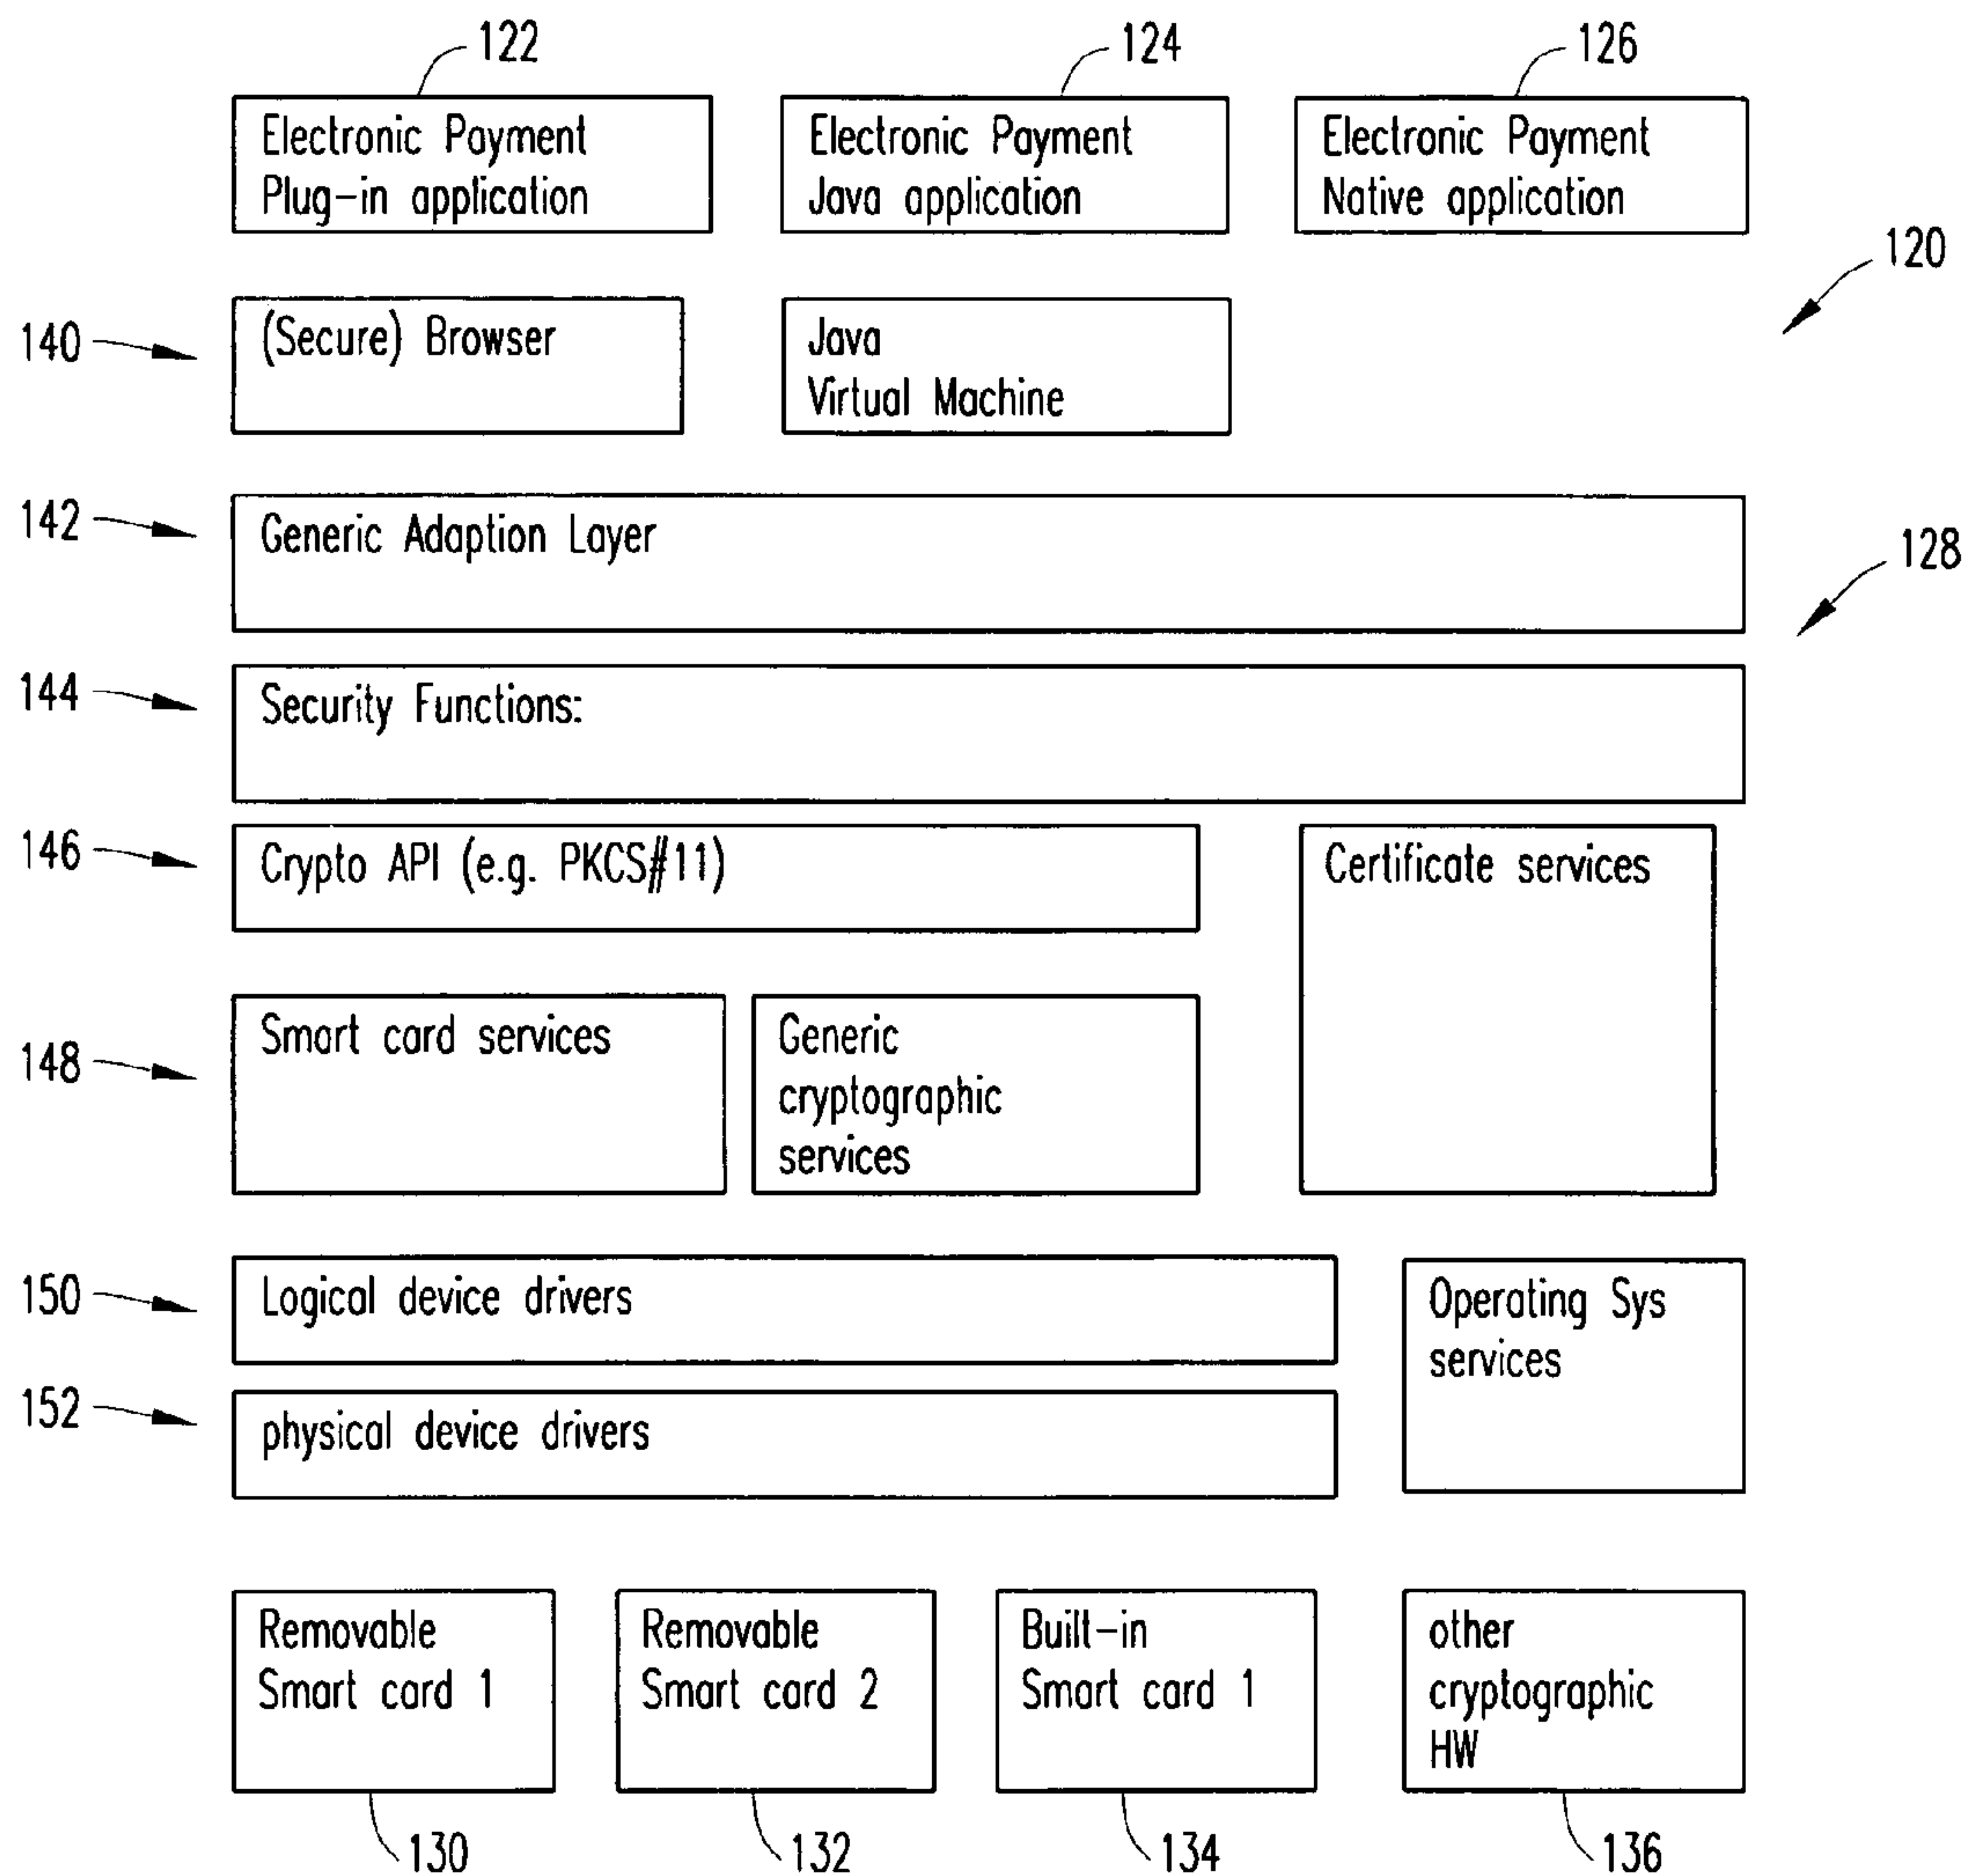 122
124
126
Electronic Payment
Plug-in application
Electronic Payment
Java application
Electronic Payment
Native application
120
140
(Secure) Browser
Java
Virtual Machine
142
Generic Adaption Layer
128
144
Security Functions:
146
Crypto API (e.g. PKCS#11)
Certificate services
148
Smart card services
Generic
cryptographic
services
150
Logical device drivers
Operating Sys
services
152
physical device drivers
Removable
Smart card 1
Removable
Smart card 2
Built-in
Smart card 1
other
cryptographic
HW
130
132
134
136